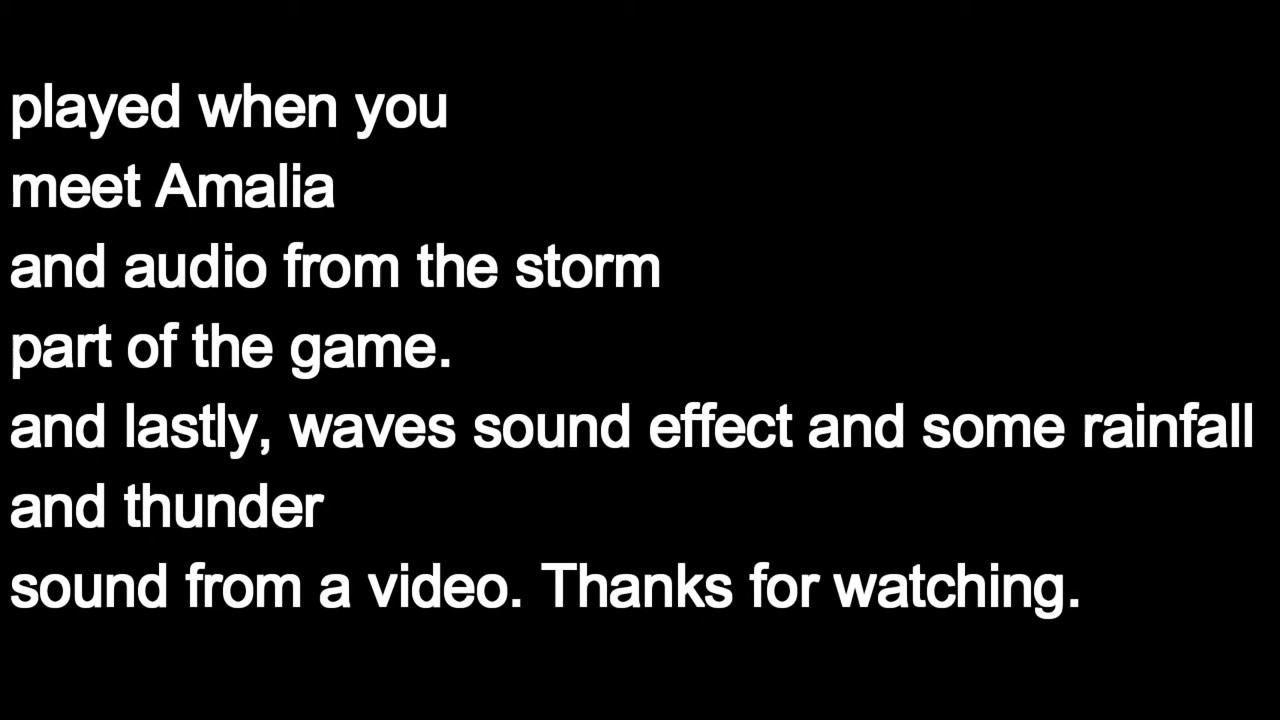 played when you
meet Amalia
and audio from the storm
part of the game.
and lastly, waves sound effect and some rainfall
and thunder
sound from a video. Thanks for watching.